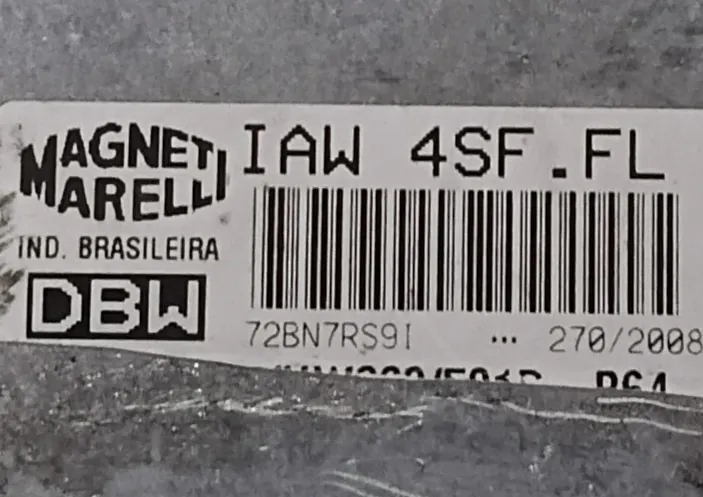 MAGNETI
MARELLI
IND. BRASILEIRA
DBW
IAW 4SF.FL
72BN7RS9I ... 270/2008